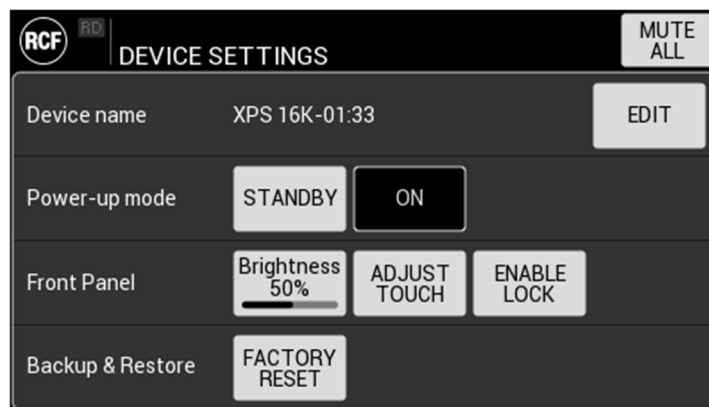 RCF RD
DEVICE SETTINGS
MUTE
ALL
Device name XPS 16K-01:33 EDIT
Power-up mode STANDBY ON
Front Panel
Brightness
50%
ADJUST
TOUCH
ENABLE
LOCK
Backup & Restore
FACTORY
RESET